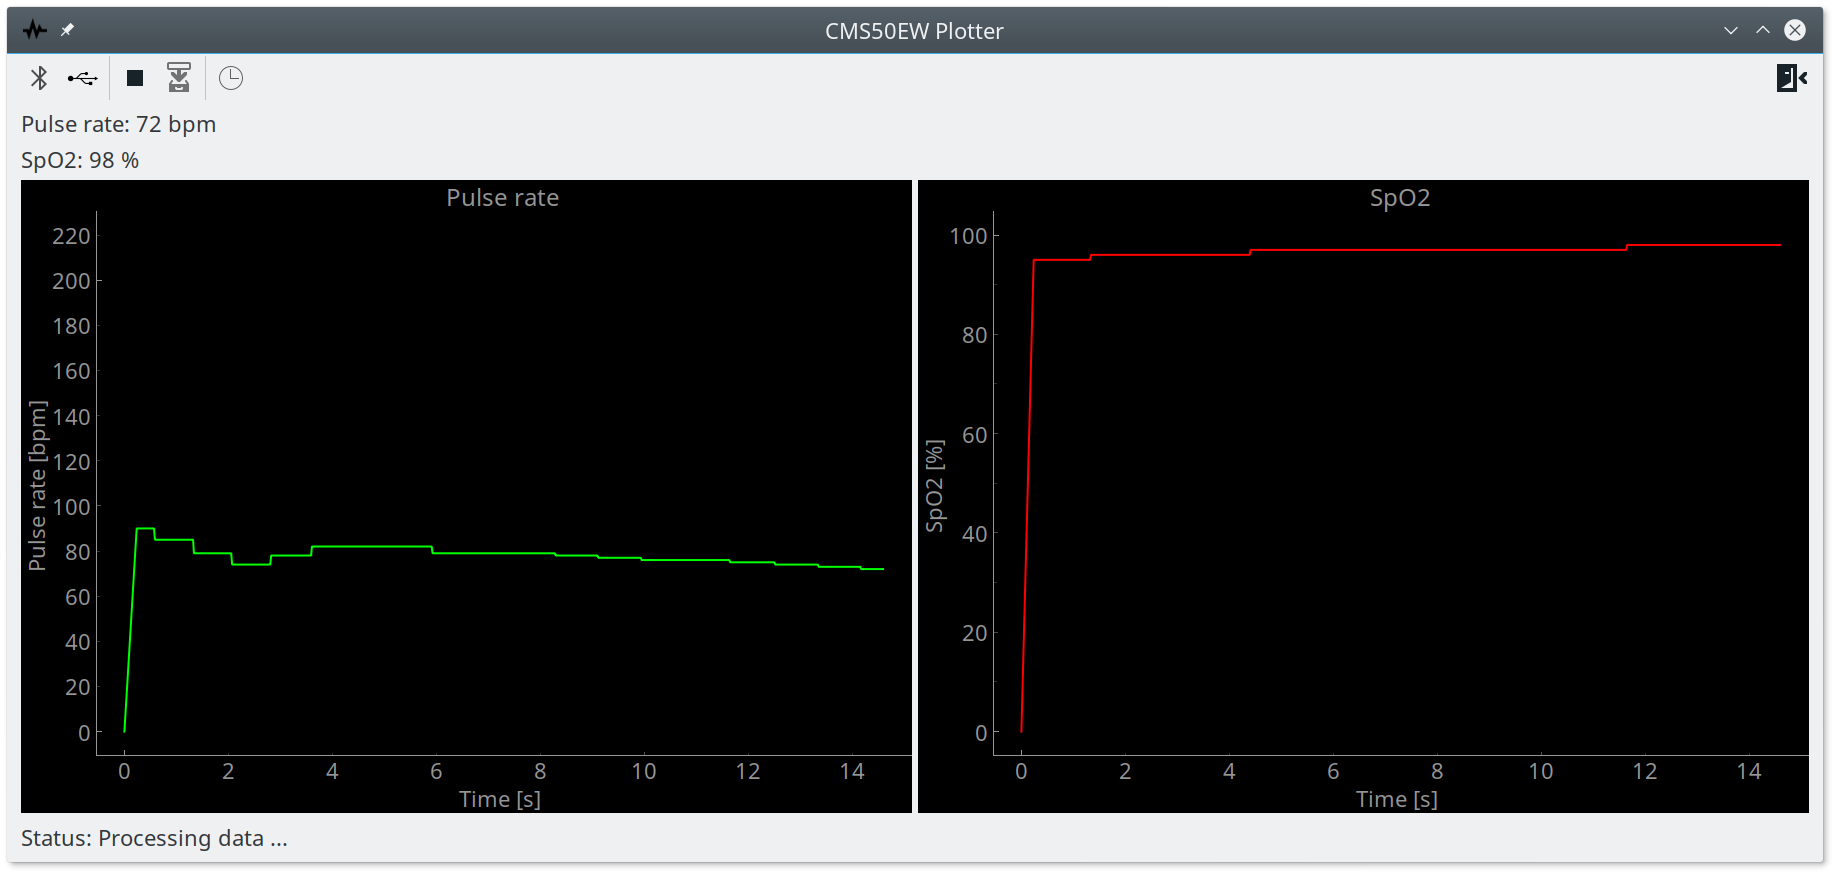 CMS50EW Plotter
Pulse rate: 72 bpm
SpO2: 98 %
Pulse rate
220
200
180
160
140
120
100
80
60
40
20
0
Pulse rate [bpm]
0 2 4 6 8 10 12 14
Time [s]
SpO2
100
80
60
40
20
0
SpO2 [%]
0 2 4 6 8 10 12 14
Time [s]
Status: Processing data ...